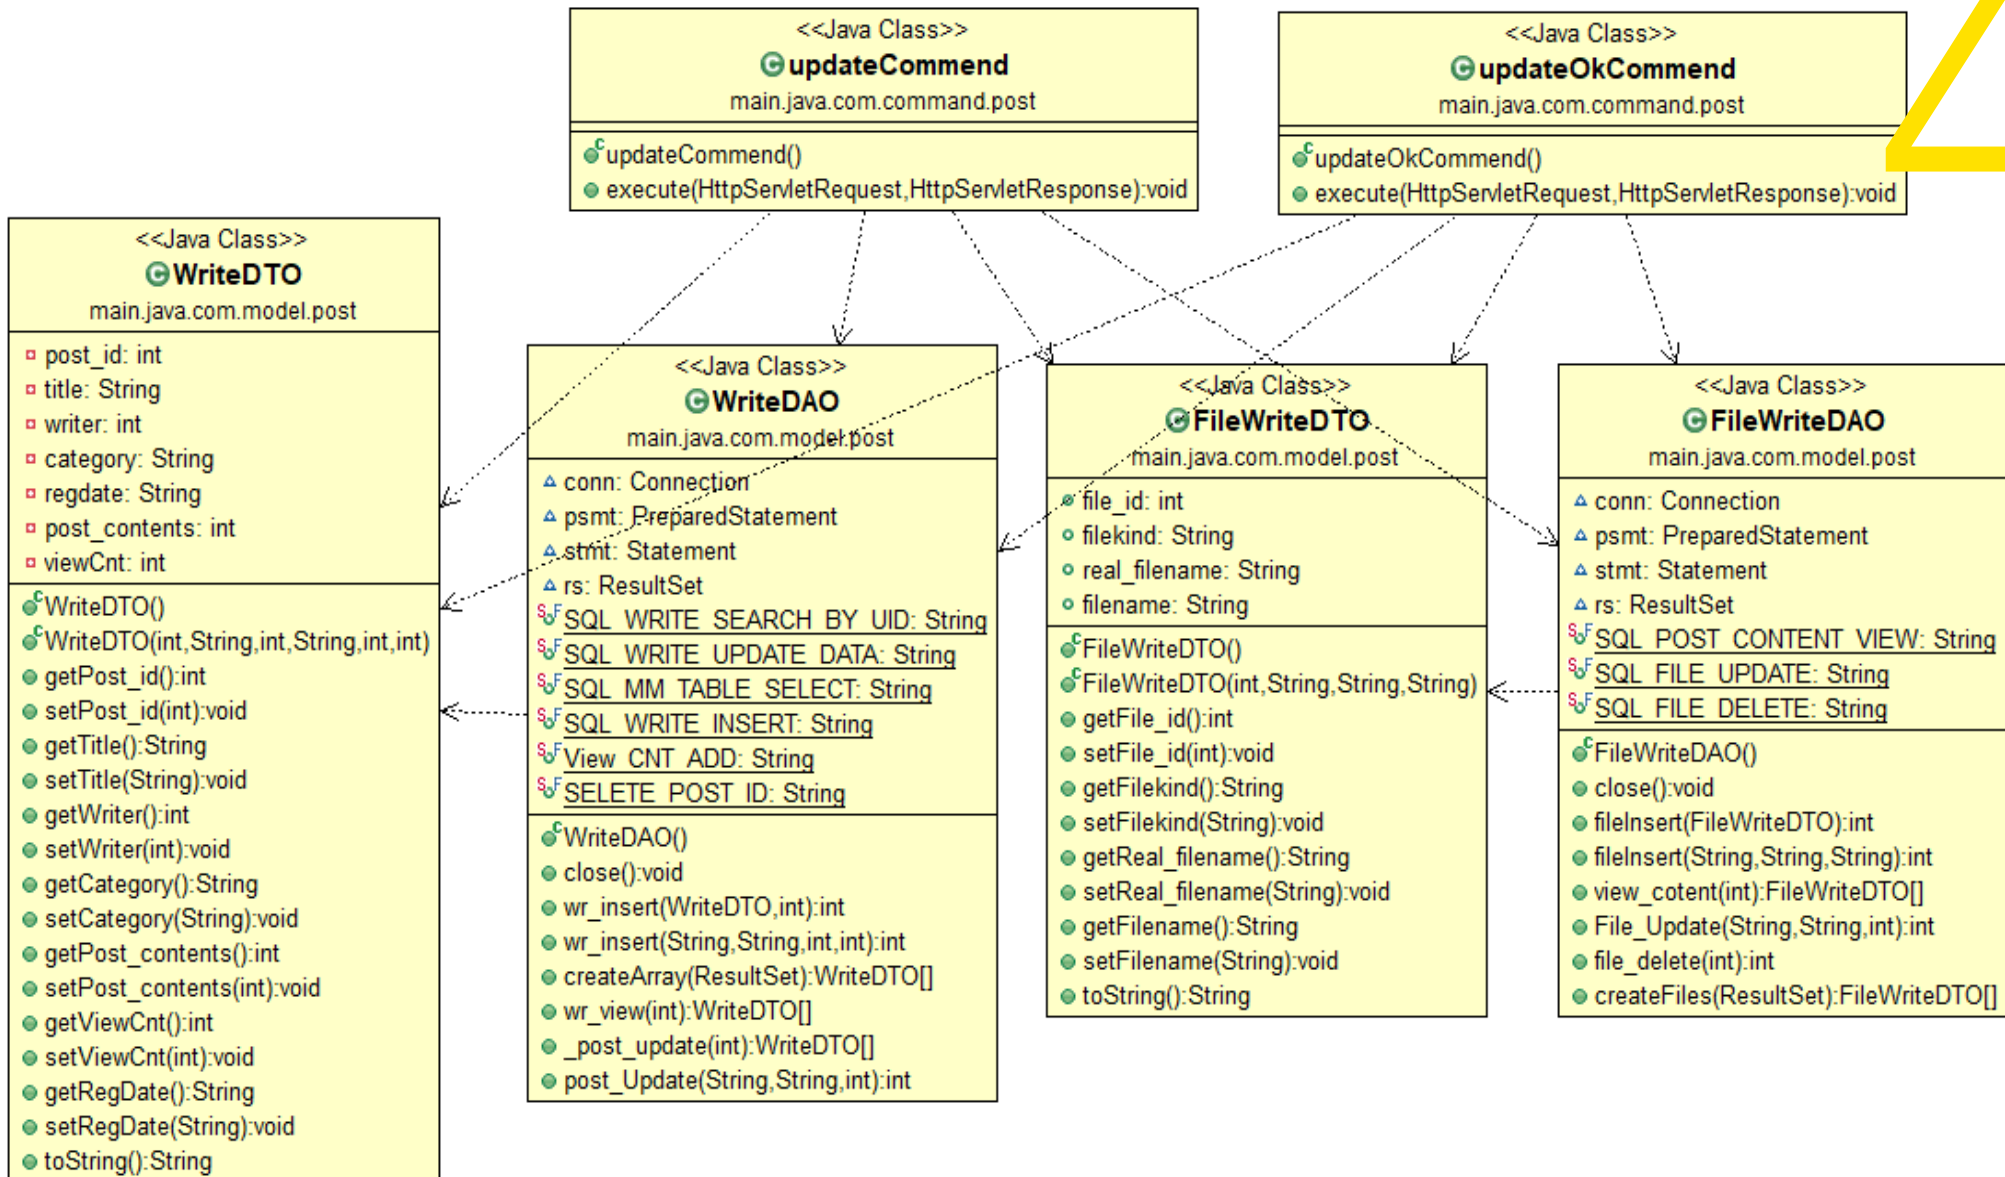 <<Java Class>>
updateCommend
main.java.com.command.post
updateCommend()
execute(HttpServletRequest,HttpServletResponse):void
<<Java Class>>
updateOkCommend
main.java.com.command.post
updateOkCommend()
execute(HttpServletRequest,HttpServletResponse):void
<<Java Class>>
WriteDTO
main.java.com.model.post
post_id: int
title: String
writer: int
category: String
regdate: String
post_contents: int
viewCnt: int
WriteDTO()
WriteDTO(int,String,int,String,int,int)
getPost_id():int
setPost_id(int):void
getTitle():String
setTitle(String):void
getWriter():int
setWriter(int):void
getCategory():String
setCategory(String):void
getPost_contents():int
setPost_contents(int):void
getViewCnt():int
setViewCnt(int):void
getRegDate():String
setRegDate(String):void
toString():String
<<Java Class>>
WriteDAO
main.java.com.model.post
conn: Connection
psmt: PreparedStatement
stmt: Statement
rs: ResultSet
SQL_WRITE_SEARCH_BY_UID: String
SQL_WRITE_UPDATE_DATA: String
SQL_MM_TABLE_SELECT: String
SQL_WRITE_INSERT: String
View_CNT_ADD: String
SELETE_POST_ID: String
WriteDAO()
close():void
wr_insert(WriteDTO,int):int
wr_insert(String,String,int,int):int
createArray(ResultSet):WriteDTO[]
wr_view(int):WriteDTO[]
_post_update(int):WriteDTO[]
post_Update(String,String,int):int
<<Java Class>>
FileWriteDTO
main.java.com.model.post
file_id: int
filekind: String
real_filename: String
filename: String
FileWriteDTO()
FileWriteDTO(int,String,String,String)
getFile_id():int
setFile_id(int):void
getFilekind():String
setFilekind(String):void
getReal_filename():String
setReal_filename(String):void
getFilename():String
setFilename(String):void
toString():String
<<Java Class>>
FileWriteDAO
main.java.com.model.post
conn: Connection
psmt: PreparedStatement
stmt: Statement
rs: ResultSet
SQL_POST_CONTENT_VIEW: String
SQL_FILE_UPDATE: String
SQL_FILE_DELETE: String
FileWriteDAO()
close():void
fileInsert(FileWriteDTO):int
fileInsert(String,String,String):int
view_cotent(int):FileWriteDTO[]
File_Update(String,String,int):int
file_delete(int):int
createFiles(ResultSet):FileWriteDTO[]